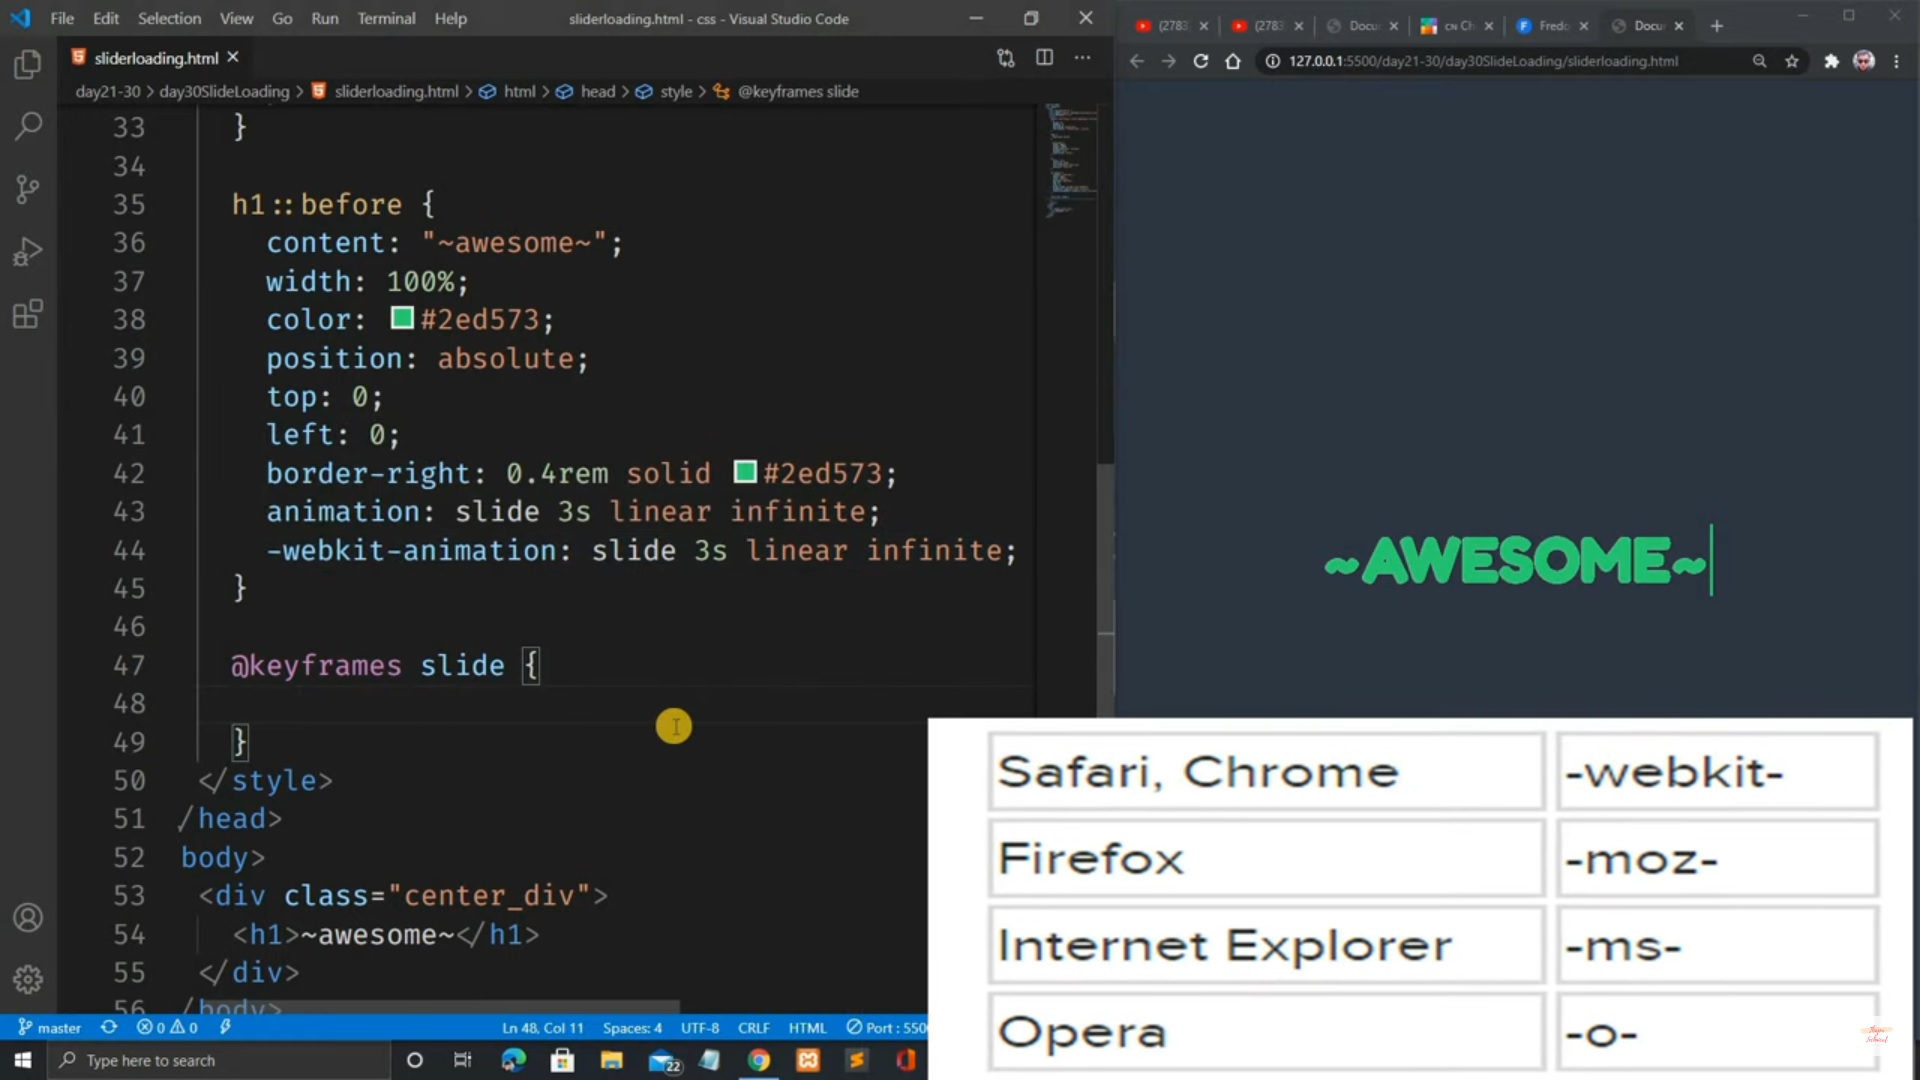 File Edit Selection View Go Run Terminal Help
sliderloading.html - css - Visual Studio Code
sliderloading.html
day21-30 > day30SlideLoading > sliderloading.html > html > head > style > @keyframes slide
33 }
34
35 h1::before {
36 content: "~awesome~";
37 width: 100%;
38 color: #2ed573;
39 position: absolute;
40 top: 0;
41 left: 0;
42 border-right: 0.4rem solid #2ed573;
43 animation: slide 3s linear infinite;
44 -webkit-animation: slide 3s linear infinite;
45 }
46
47 @keyframes slide {
48
49 }
50 </style>
51 /head>
52 body>
53 <div class="center_div">
54 <h1>~awesome~</h1>
55 </div>
56 /body>
master 0 0 Ln 48, Col 11 Spaces: 4 UTF-8 CRLF HTML Port : 550
Type here to search
22
(278 (278 Docu CN Ch Fredo Docu
127.0.0.1:5500/day21-30/day30SlideLoading/sliderloading.html
~AWESOME~
Safari, Chrome -webkit-
Firefox -moz-
Internet Explorer -ms-
Opera -o-